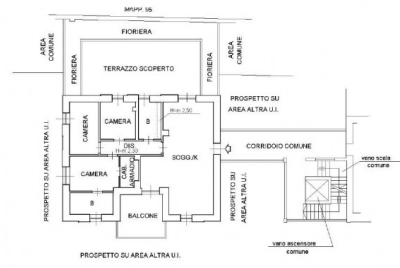 MAPP. 95
FIORIERA
AREA COMUNE
FIORIERA
TERRAZZO SCOPERTO
FIORIERA
AREA COMUNE
PROSPETTO SU
AREA ALTRA U.I.
CAMERA
CAMERA
B
H=m 2.50
DIS
H=m 2.30
SOGG./K
CORRIDOIO COMUNE
vano scala
comune
PROSPETTO SU AREA ALTRA U.I.
CAMERA
CAB. ARMADIO
B
BALCONE
PROSPETTO SU
AREA ALTRA U.I.
vano ascensore
comune
PROSPETTO SU AREA ALTRA U.I.